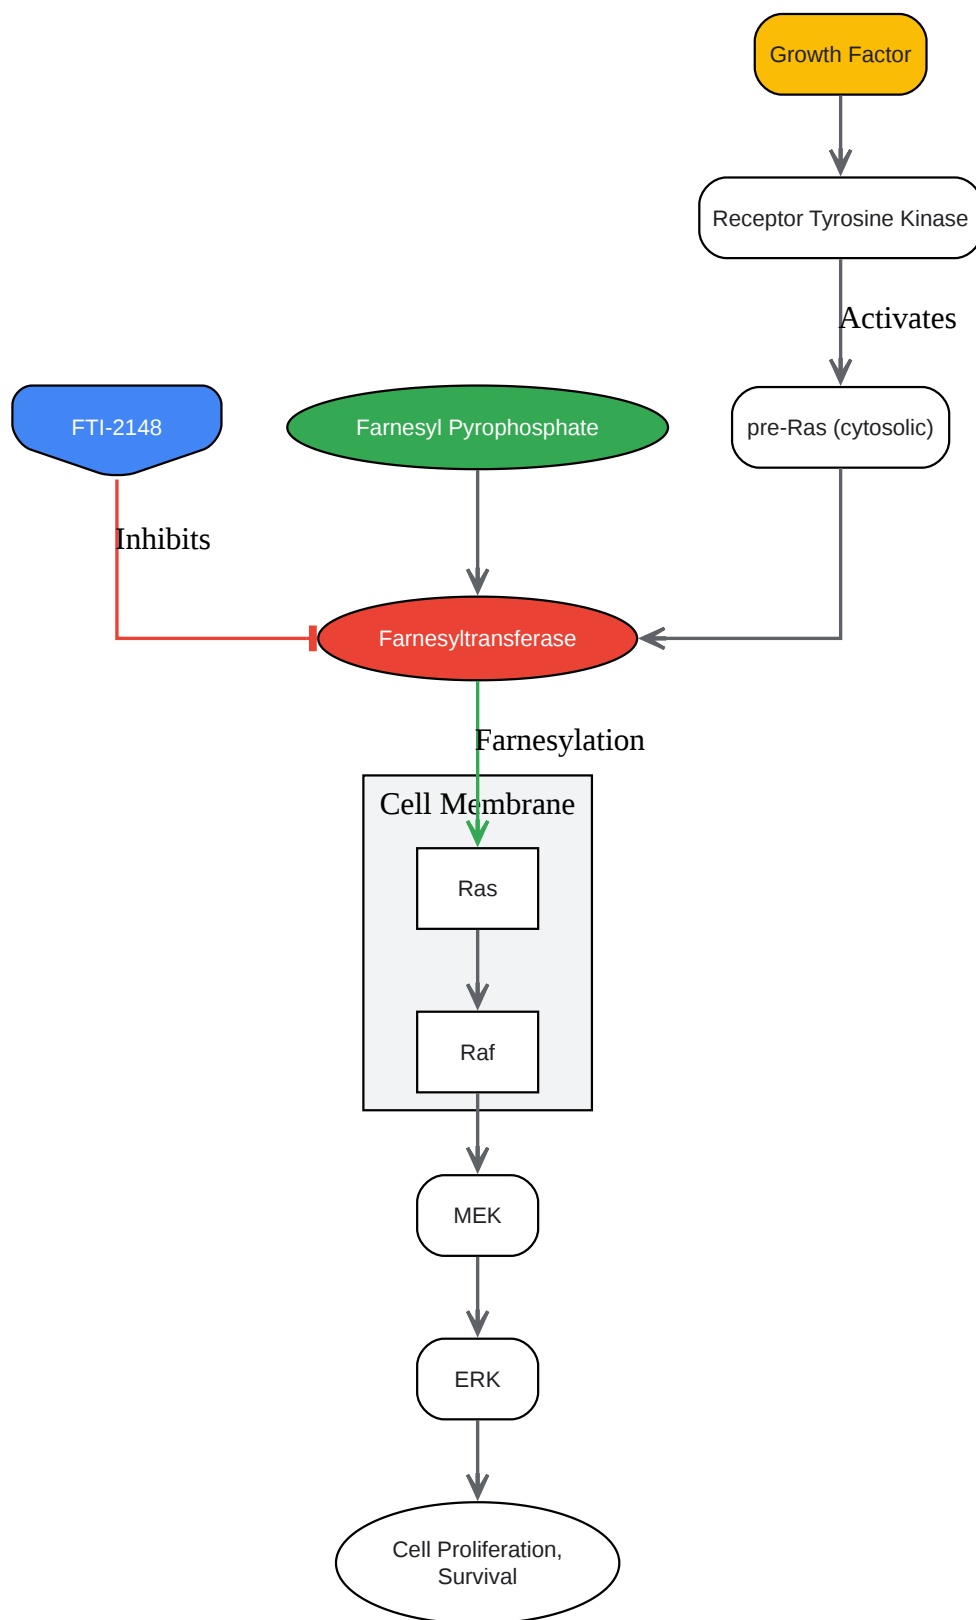 Growth Factor
Receptor Tyrosine Kinase
Activates
FTI-2148
Farnesyl Pyrophosphate
pre-Ras (cytosolic)
Inhibits
Farnesyltransferase
Farnesylation
Cell Membrane
Ras
Raf
MEK
ERK
Cell Proliferation,
Survival